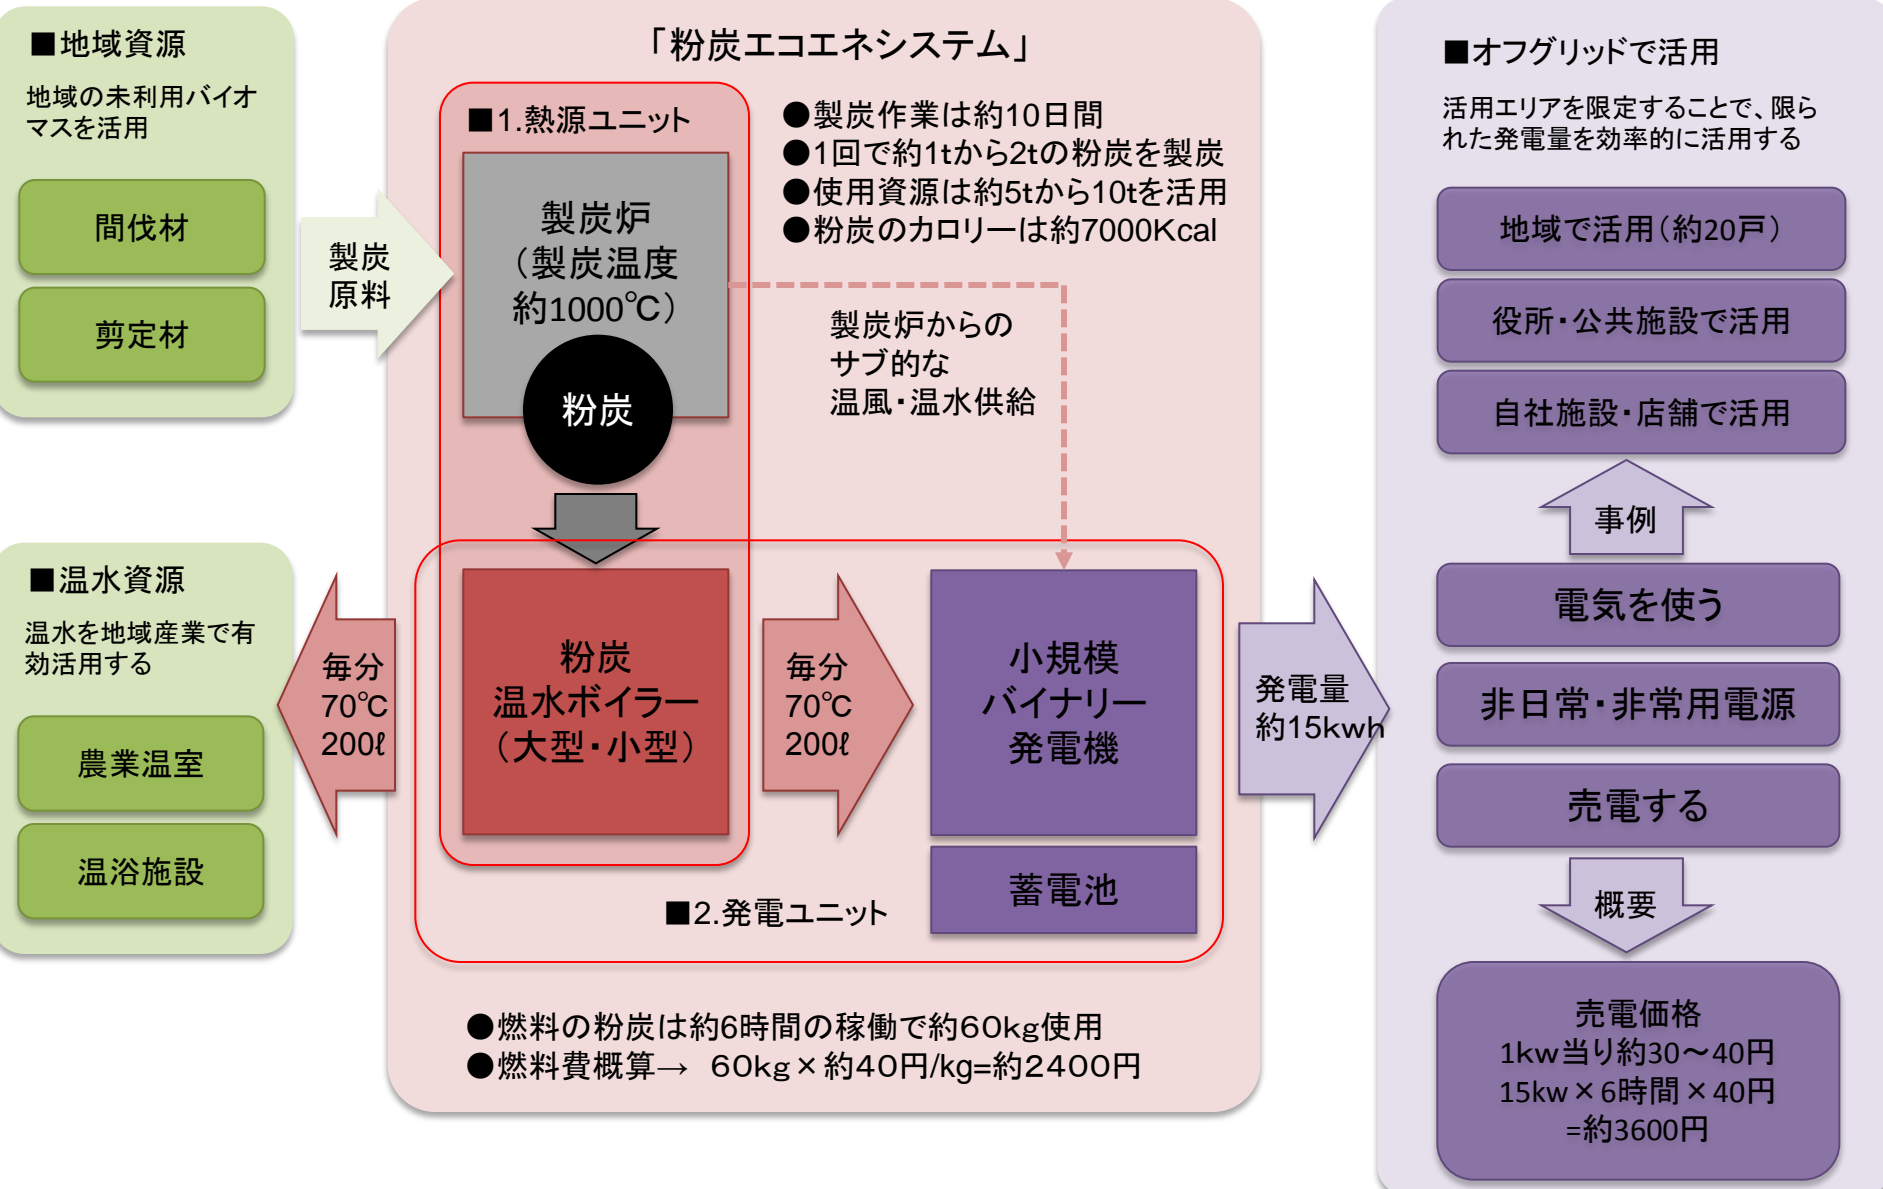 ■地域資源
地域の未利用バイオ
マスを活用
間伐材
剪定材
製炭
原料
■温水資源
温水を地域産業で有
効活用する
農業温室
温浴施設
「粉炭エコエネシステム」
■1.熱源ユニット
製炭炉
（製炭温度
約1000℃）
粉炭
●製炭作業は約10日間
●1回で約1tから2tの粉炭を製炭
●使用資源は約5tから10tを活用
●粉炭のカロリーは約7000Kcal
製炭炉からの
サブ的な
温風・温水供給
毎分
70℃
200ℓ
粉炭
温水ボイラー
（大型・小型）
毎分
70℃
200ℓ
小規模
バイナリー
発電機
蓄電池
■2.発電ユニット
発電量
約15kwh
●燃料の粉炭は約6時間の稼働で約60kg使用
●燃料費概算→　60kg×約40円/kg=約2400円
■オフグリッドで活用
活用エリアを限定することで、限ら
れた発電量を効率的に活用する
地域で活用（約20戸）
役所・公共施設で活用
自社施設・店舗で活用
事例
電気を使う
非日常・非常用電源
売電する
概要
売電価格
1kw当り約30～40円
15kw×6時間×40円
=約3600円